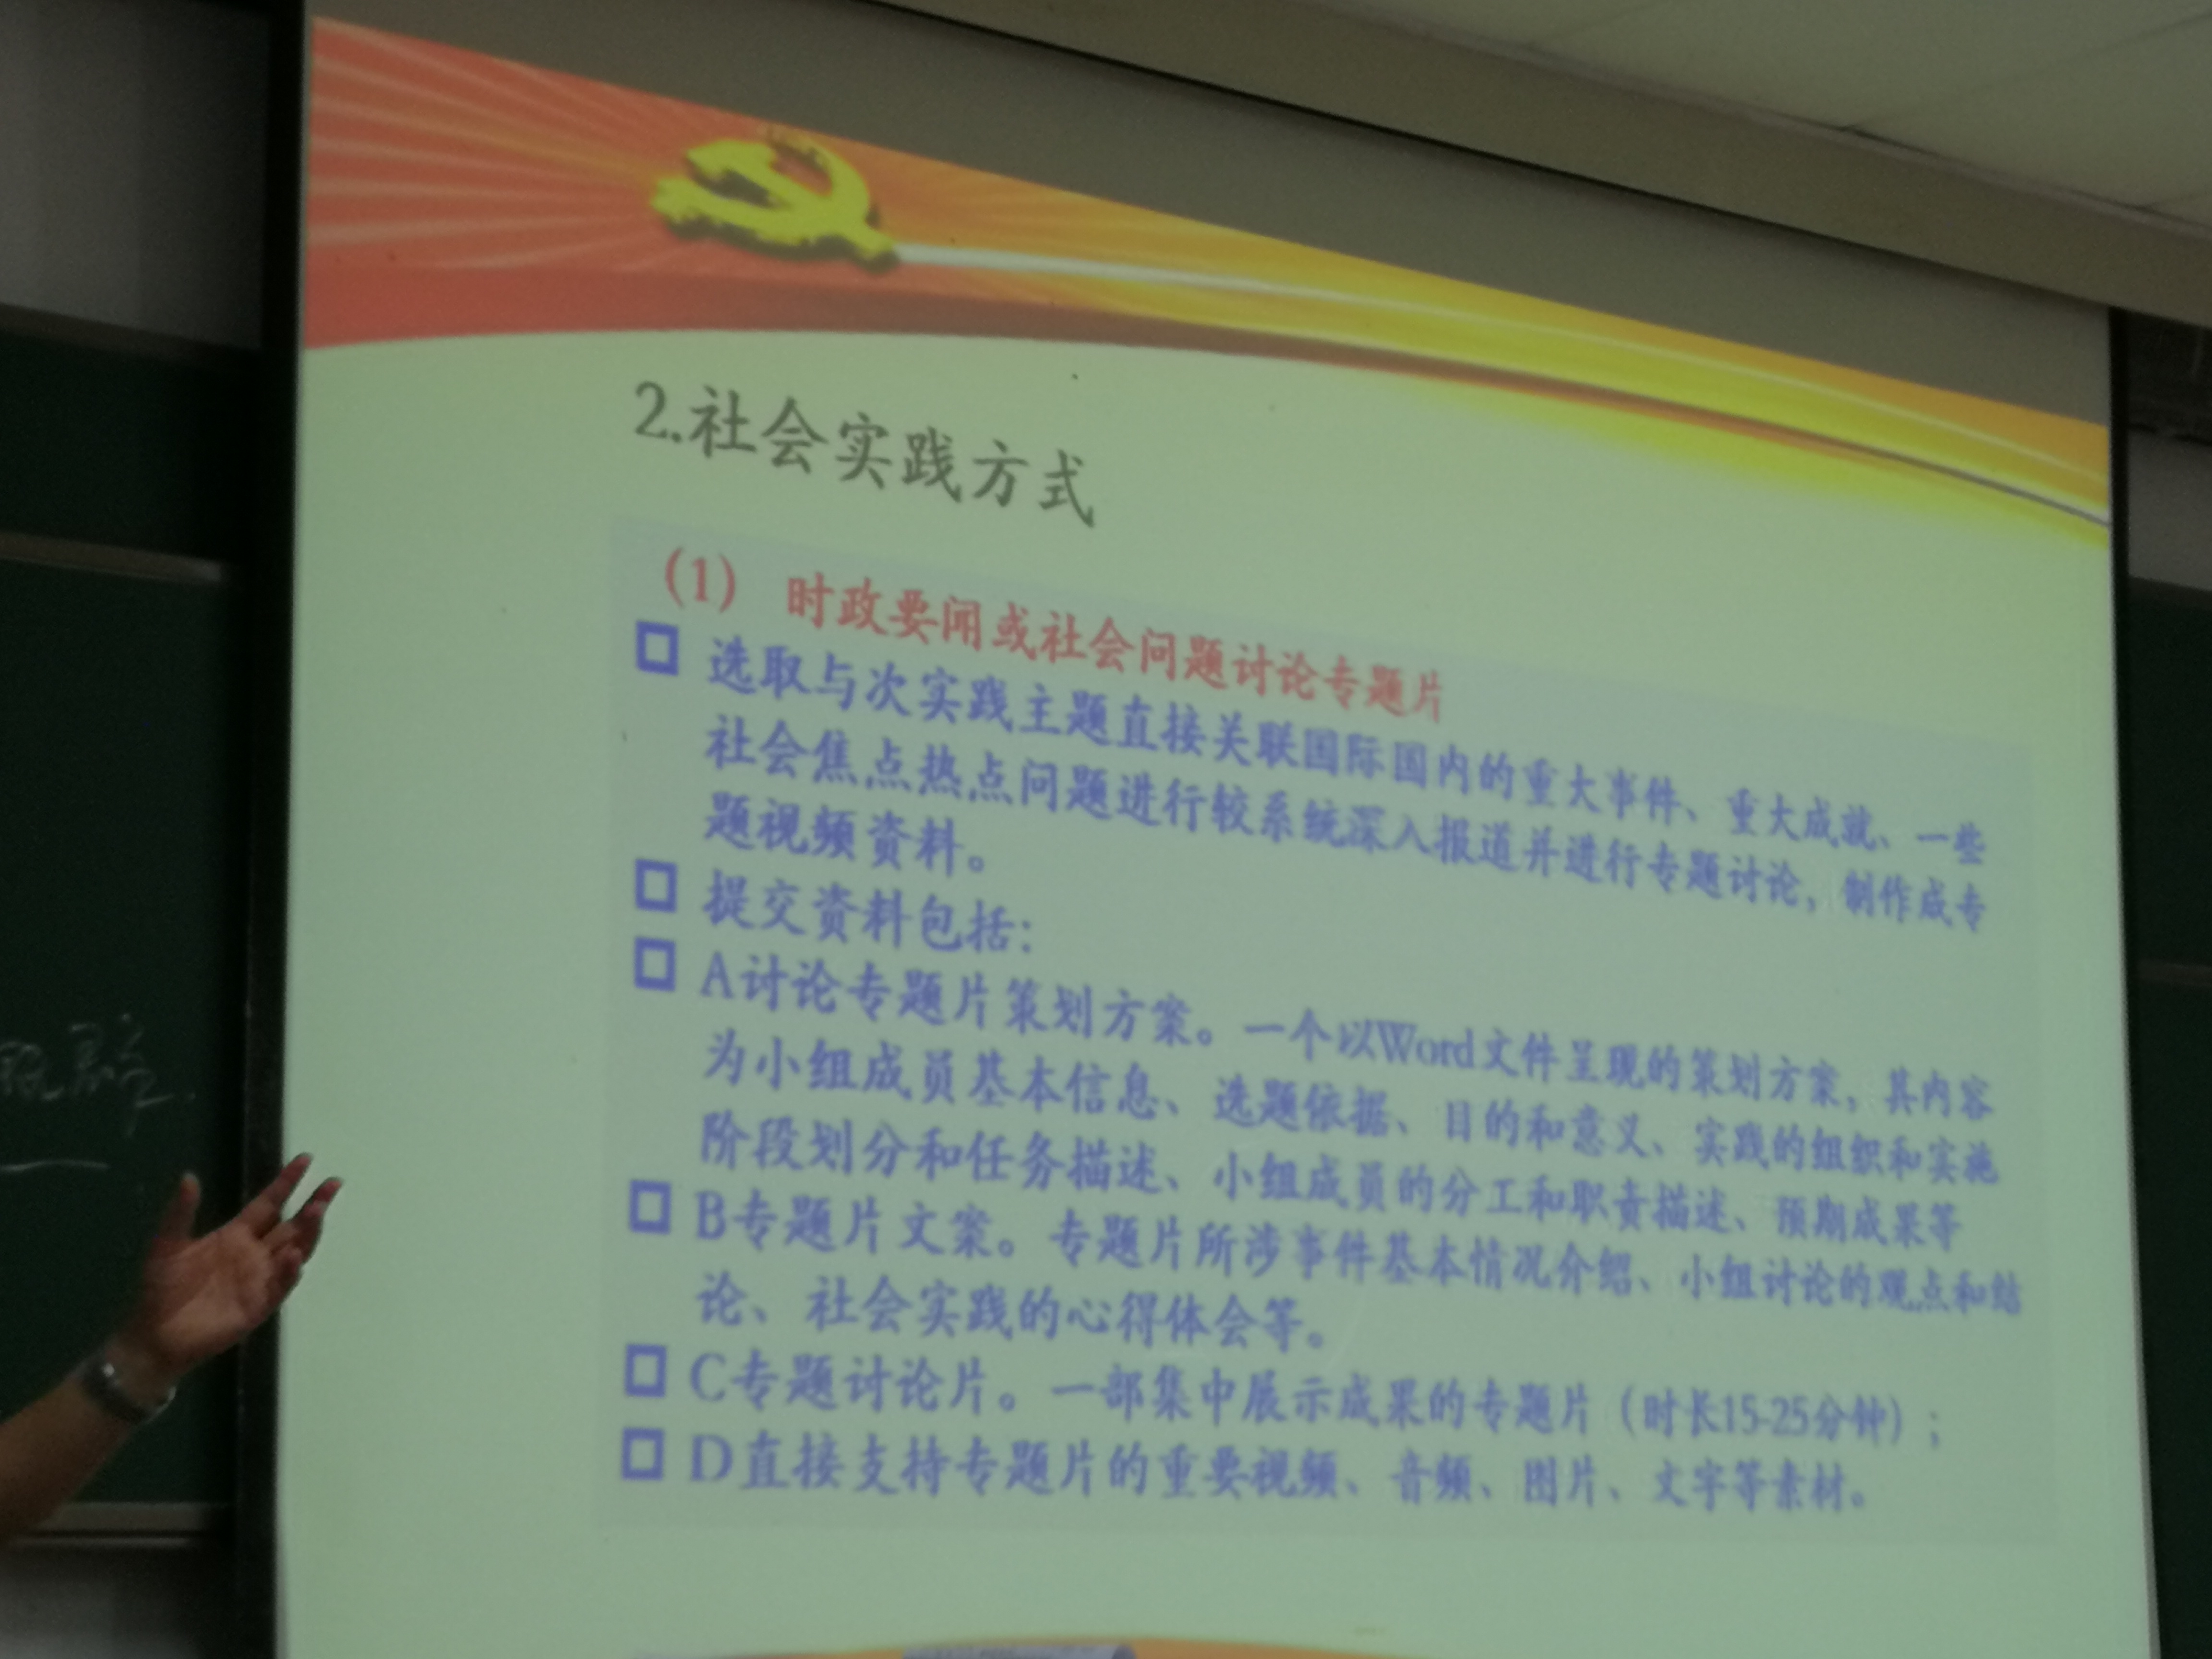 2.社会实践方式
(1) 时政要闻或社会问题讨论专题片
选取与次实践主题直接关联国际国内的重大事件、重大成就、一些
社会焦点热点问题进行较系统深入报道并进行专题讨论，制作成专
题视频资料。
提交资料包括：
A讨论专题片策划方案。一个以Word文件呈现的策划方案，其内容
为小组成员基本信息、选题依据、目的和意义、实践的组织和实施
阶段划分和任务描述、小组成员的分工和职责描述、预期成果等
B专题片文案。专题片所涉事件基本情况介绍、小组讨论的观点和结
论、社会实践的心得体会等。
C专题讨论片。一部集中展示成果的专题片（时长15-25分钟）；
D直接支持专题片的重要视频、音频、图片、文字等素材。